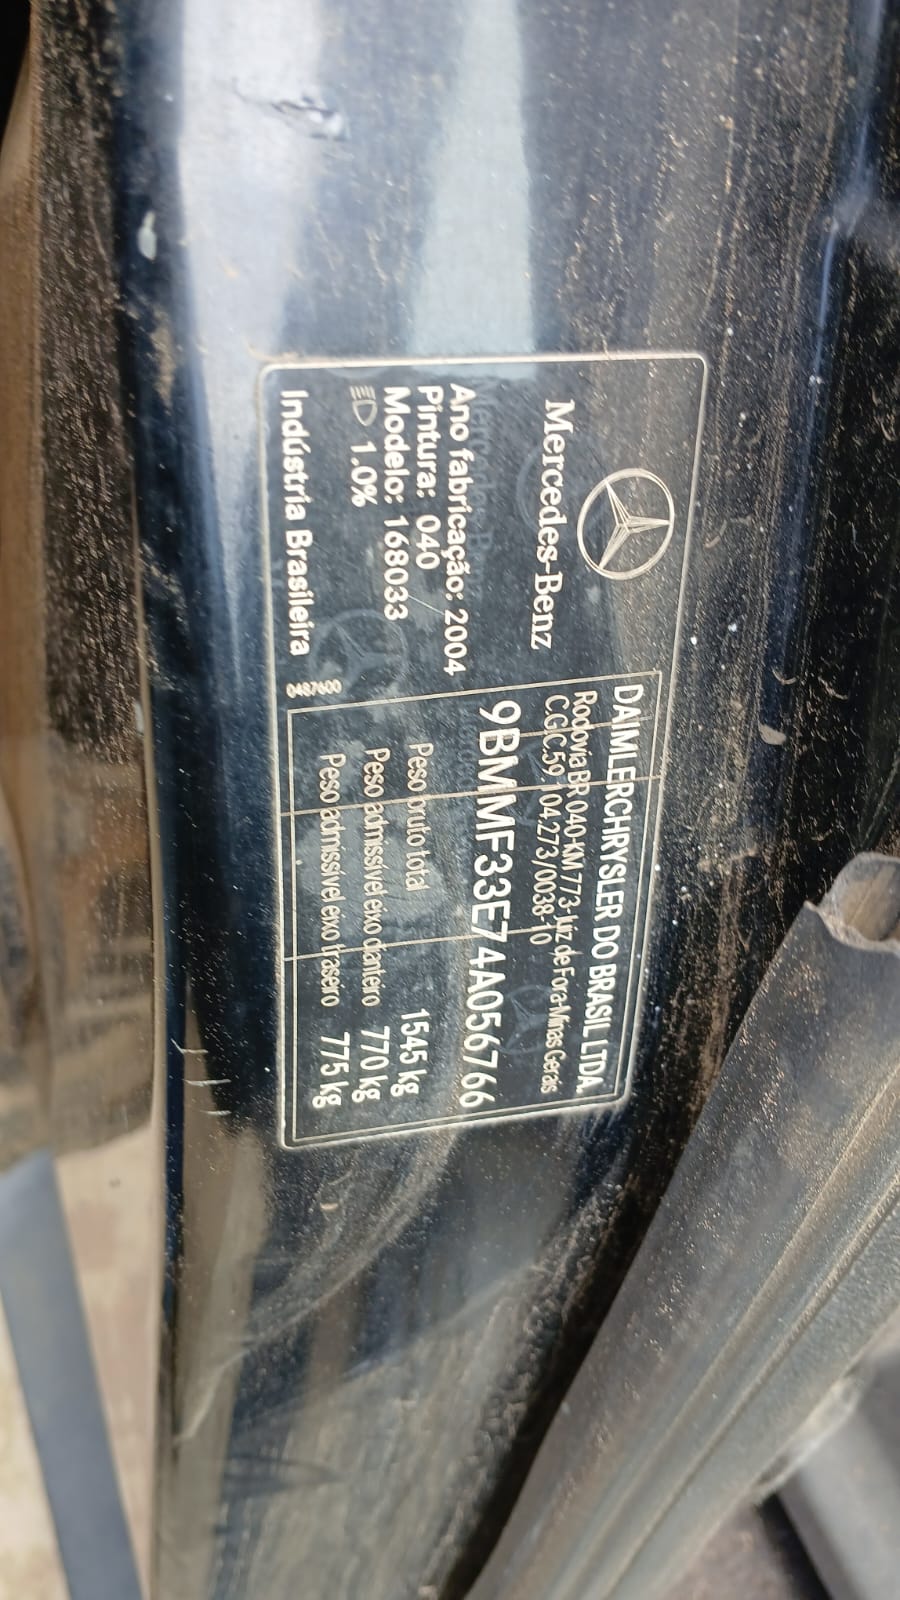 Mercedes-Benz
Ano fabricação: 2004
Pintura: 040
Modelo: 168033
1.0%
Indústria Brasileira
0487600
DAIMLERCHRYSLER DO BRASIL LTDA.
Rodovia BR 040-KM 773-Juiz de Fora-Minas Gerais
CGC.59.104.273/0038-10
9BMMF33E74A056766
Peso bruto total 1545 kg
Peso admissível eixo dianteiro 770 kg
Peso admissível eixo traseiro 775 kg